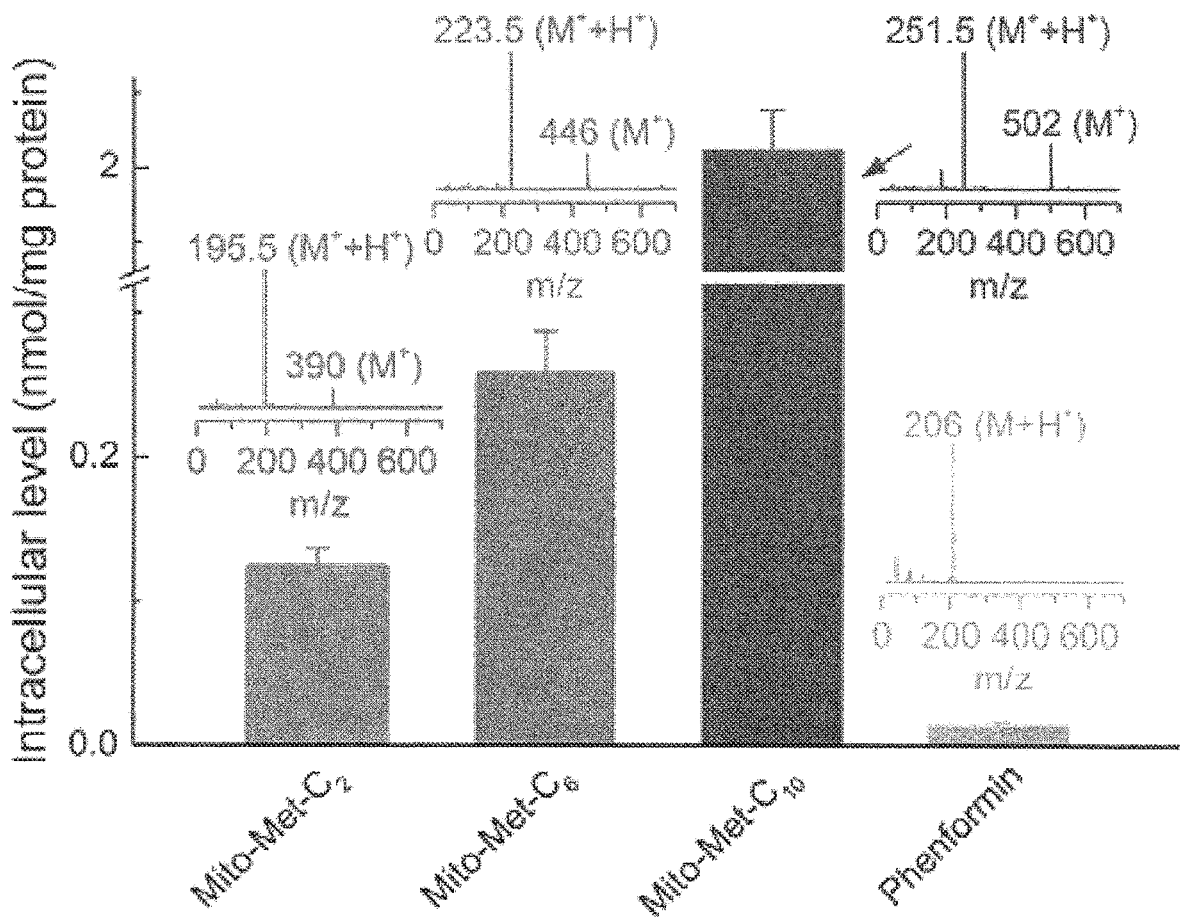 Intracellular level (nmol/mg protein)
2
0.2
0.0
195.5 (M⁺+H⁺)
390 (M⁺)
0 200 400 600
m/z
223.5 (M⁺+H⁺)
446 (M⁺)
0 200 400 600
m/z
251.5 (M⁺+H⁺)
502 (M⁺)
0 200 400 600
m/z
206 (M+H⁺)
0 200 400 600
m/z
Mito-Met-C₂
Mito-Met-C₆
Mito-Met-C₁₀
Phenformin